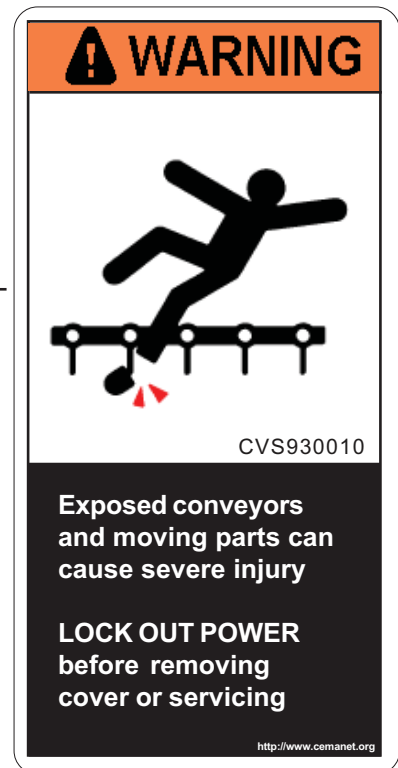 WARNING
CVS930010
Exposed conveyors
and moving parts can
cause severe injury
LOCK OUT POWER
before removing
cover or servicing
http://www.cemanet.org